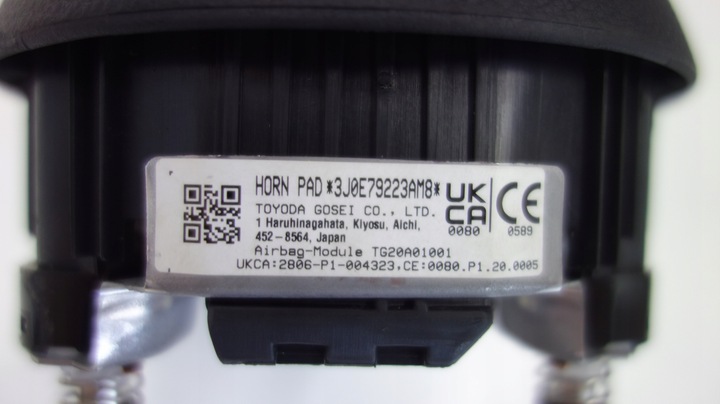 HORN PAD *3J0E79223AM8*
TOYODA GOSEI CO., LTD.
1 Haruhinagahata, Kiyosu, Aichi,
452-8564, Japan
Airbag-Module TG20A01001
UKCA:2806-P1-004323,CE:0080.P1.20.0005
UK
CA
0080
CE
0589